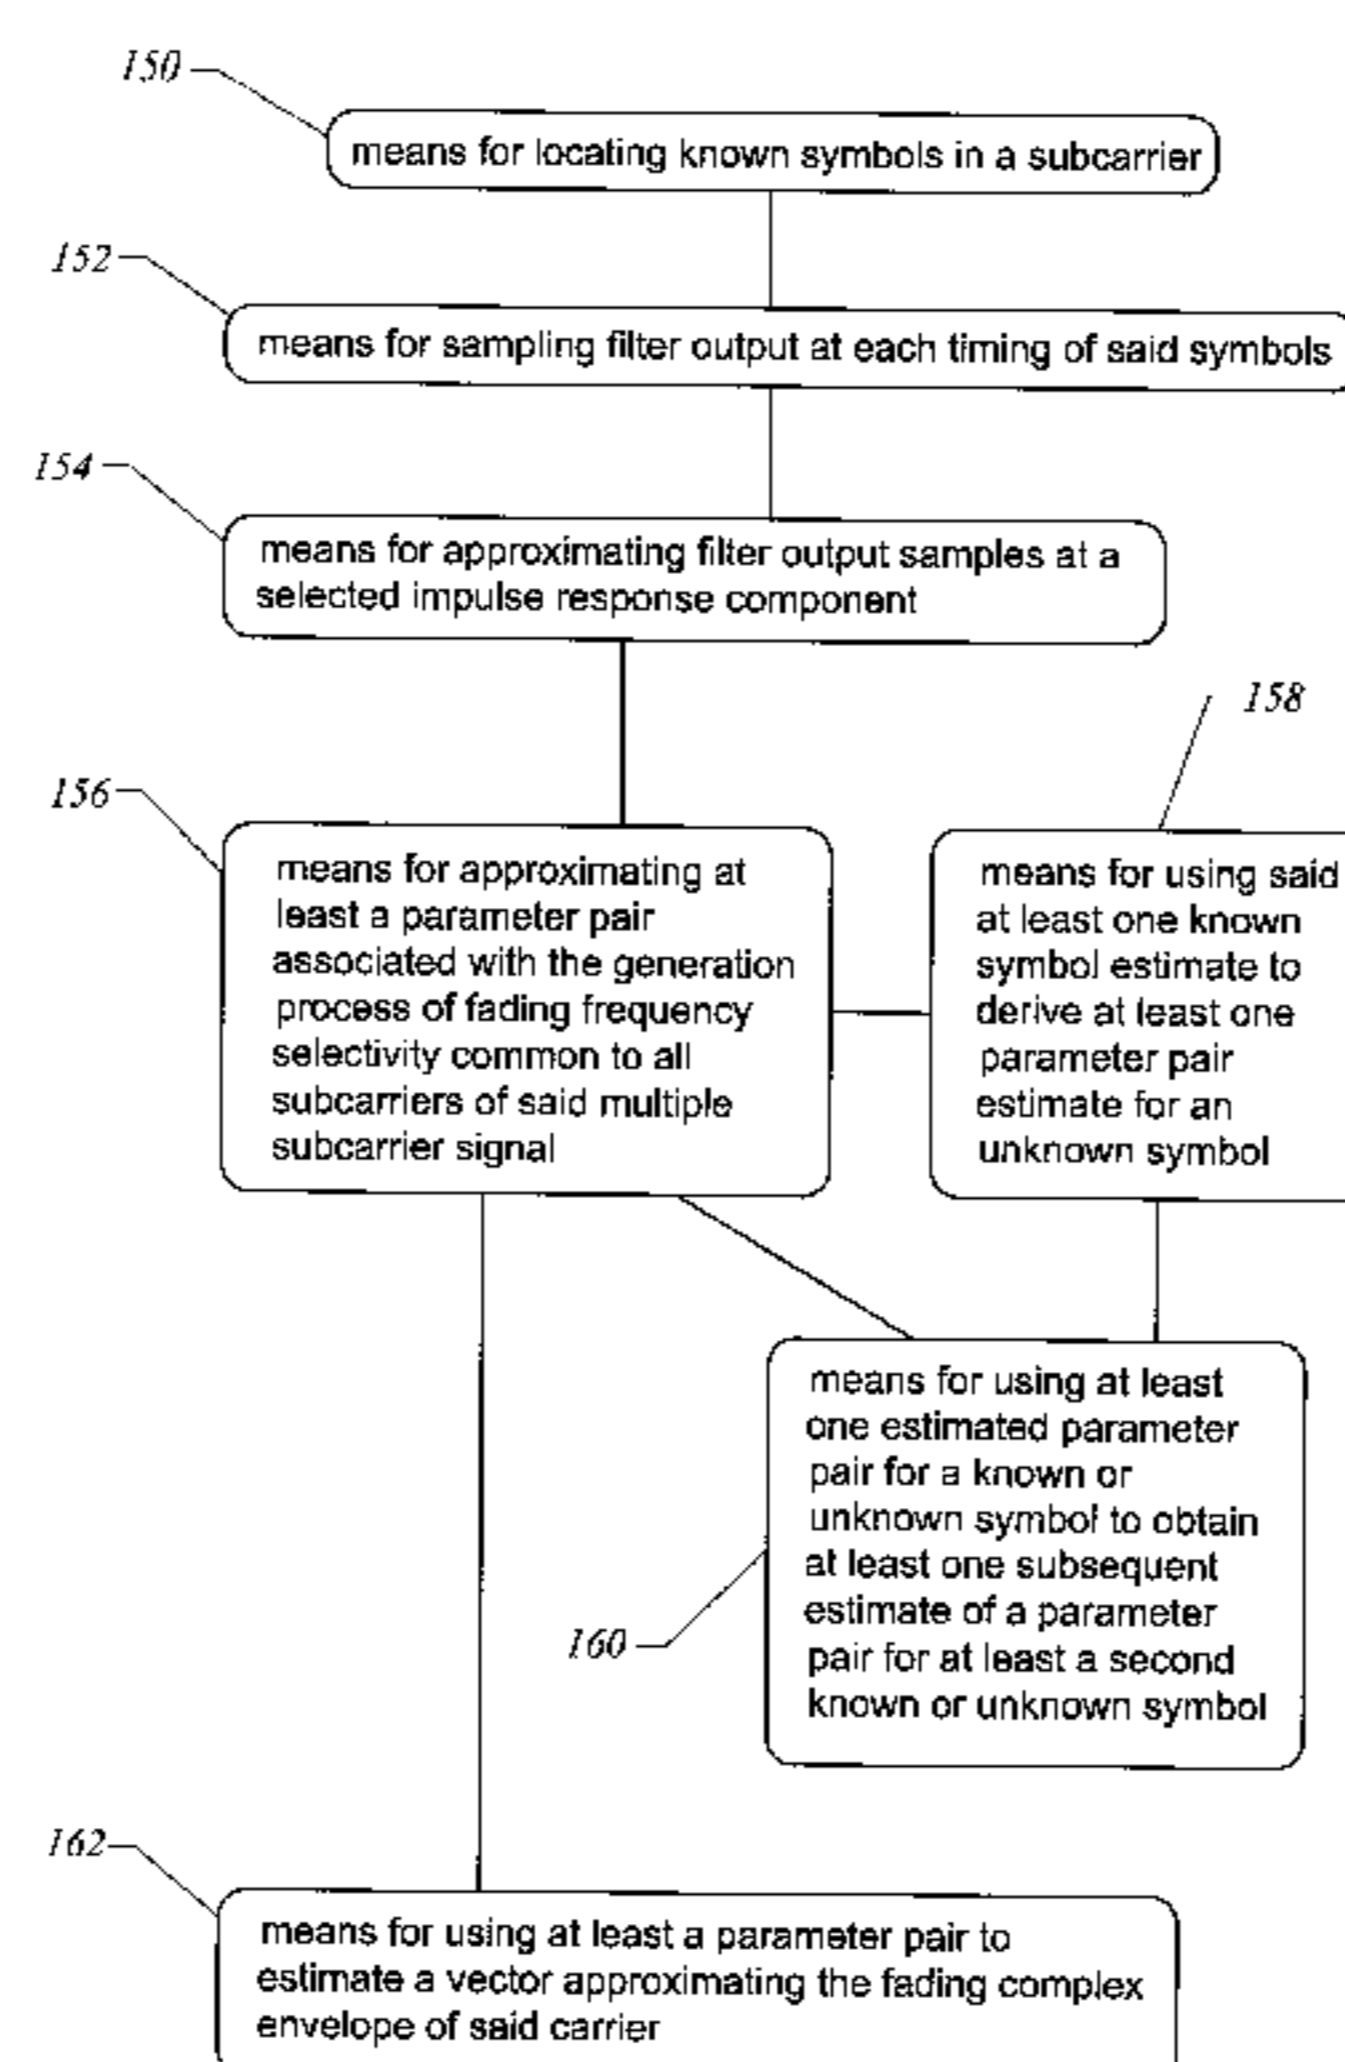 150
means for locating known symbols in a subcarrier
152
means for sampling filter output at each timing of said symbols
154
means for approximating filter output samples at a
selected impulse response component
158
156
means for approximating at
least a parameter pair
associated with the generation
process of fading frequency
selectivity common to all
subcarriers of said multiple
subcarrier signal
means for using said
at least one known
symbol estimate to
derive at least one
parameter pair
estimate for an
unknown symbol
means for using at least
one estimated parameter
pair for a known or
unknown symbol to obtain
at least one subsequent
estimate of a parameter
pair for at least a second
known or unknown symbol
160
162
means for using at least a parameter pair to
estimate a vector approximating the fading complex
envelope of said carrier